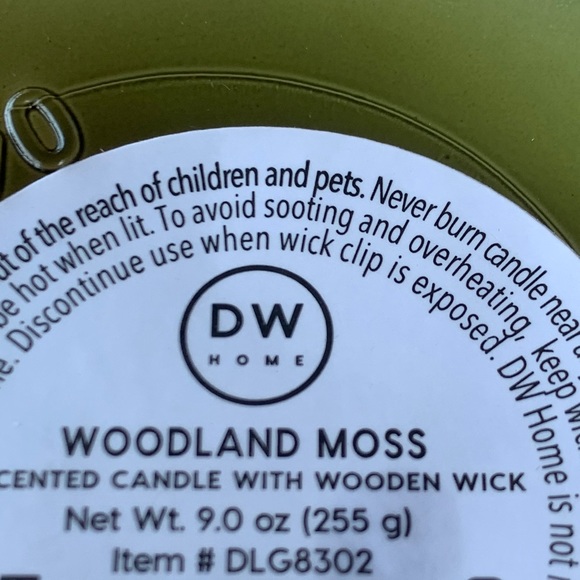 0
of the reach of children and pets. Never burn candle near
be hot when lit. To avoid sooting and overheating, keep
Discontinue use when wick clip is exposed. DW Home is not
DW
HOME
WOODLAND MOSS
CENTED CANDLE WITH WOODEN WICK
Net Wt. 9.0 oz (255 g)
Item # DLG8302